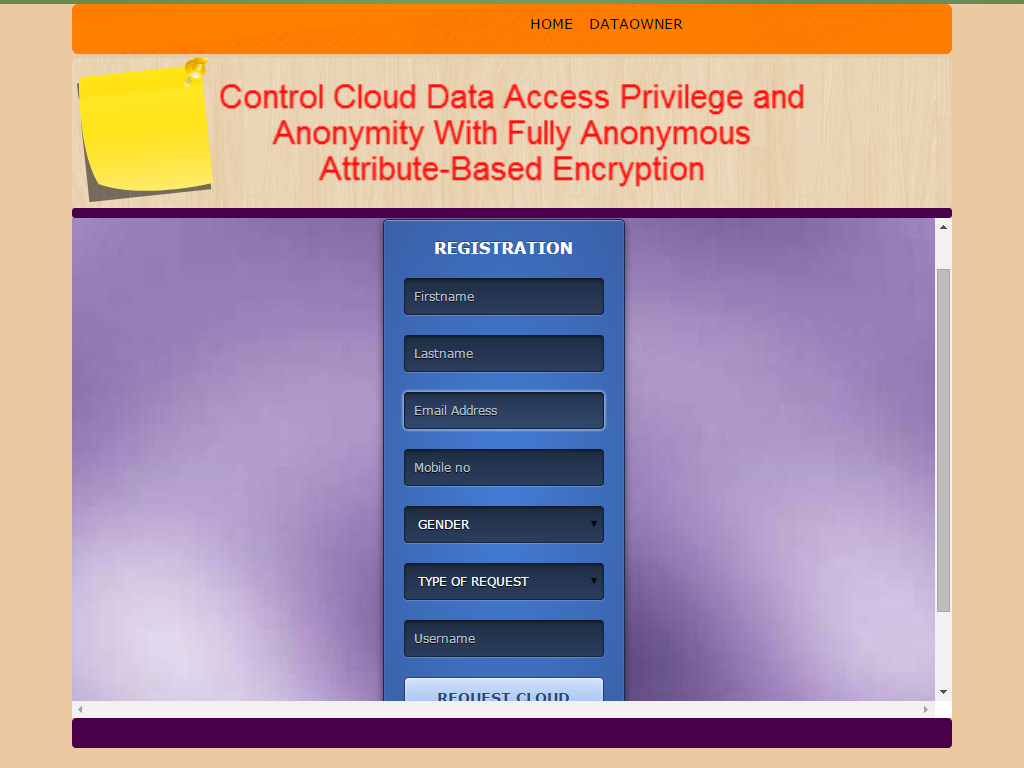 HOME DATAOWNER
Control Cloud Data Access Privilege and
Anonymity With Fully Anonymous
Attribute-Based Encryption
REGISTRATION
Firstname
Lastname
Email Address
Mobile no
GENDER
TYPE OF REQUEST
Username
REQUEST CLOUD